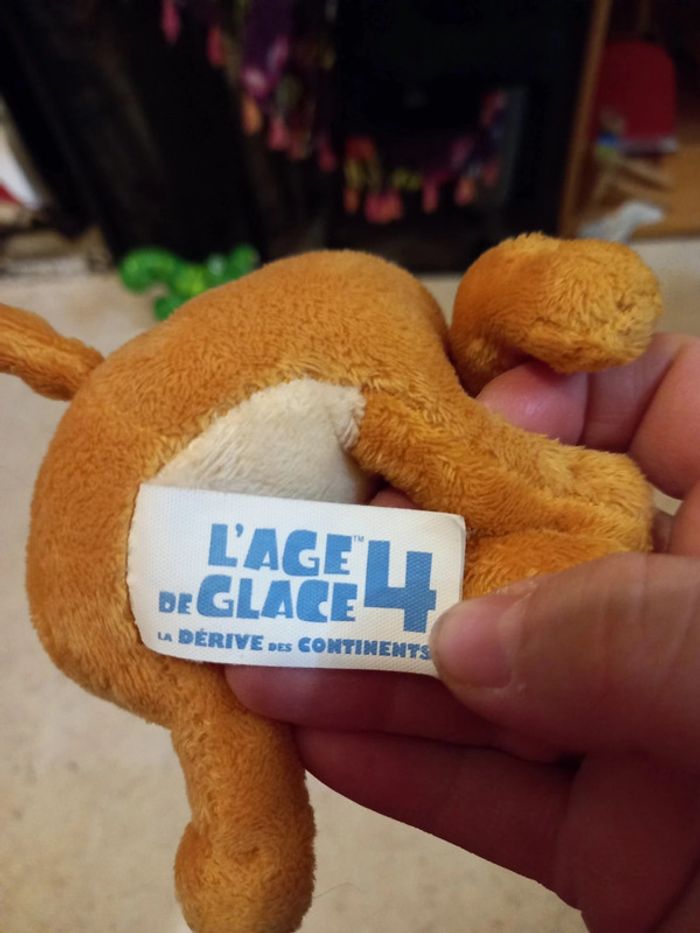 L'AGE™
DE GLACE 4
LA DÉRIVE DES CONTINENTS